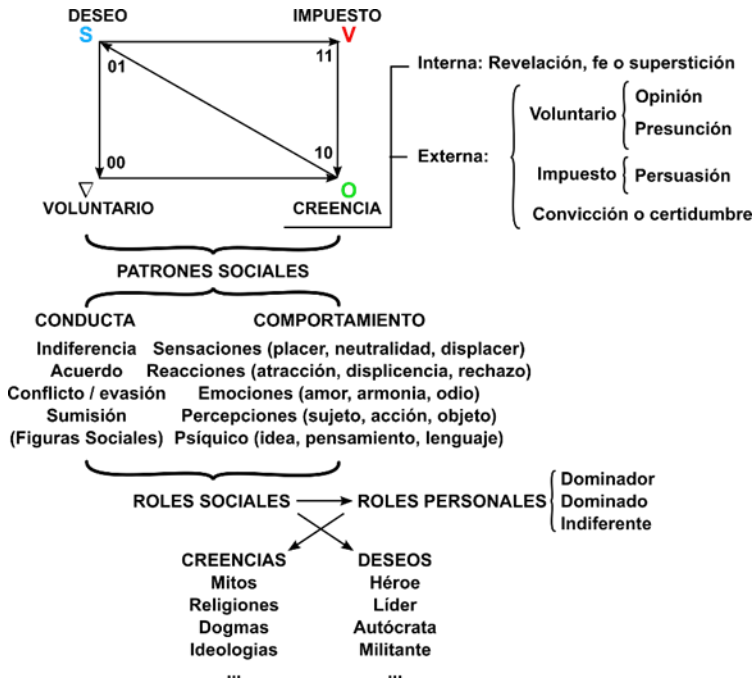 DESEO
IMPUESTO
S
V
01
11
00
10
▽
O
VOLUNTARIO
CREENCIA
Interna: Revelación, fe o superstición
Externa:
Voluntario
Opinión
Presunción
Impuesto
Persuasión
Convicción o certidumbre
PATRONES SOCIALES
CONDUCTA
Indiferencia
Acuerdo
Conflicto / evasión
Sumisión
(Figuras Sociales)
COMPORTAMIENTO
Sensaciones (placer, neutralidad, displacer)
Reacciones (atracción, displicencia, rechazo)
Emociones (amor, armonia, odio)
Percepciones (sujeto, acción, objeto)
Psíquico (idea, pensamiento, lenguaje)
ROLES SOCIALES
ROLES PERSONALES
Dominador
Dominado
Indiferente
CREENCIAS
Mitos
Religiones
Dogmas
Ideologias
...
DESEOS
Héroe
Líder
Autócrata
Militante
...